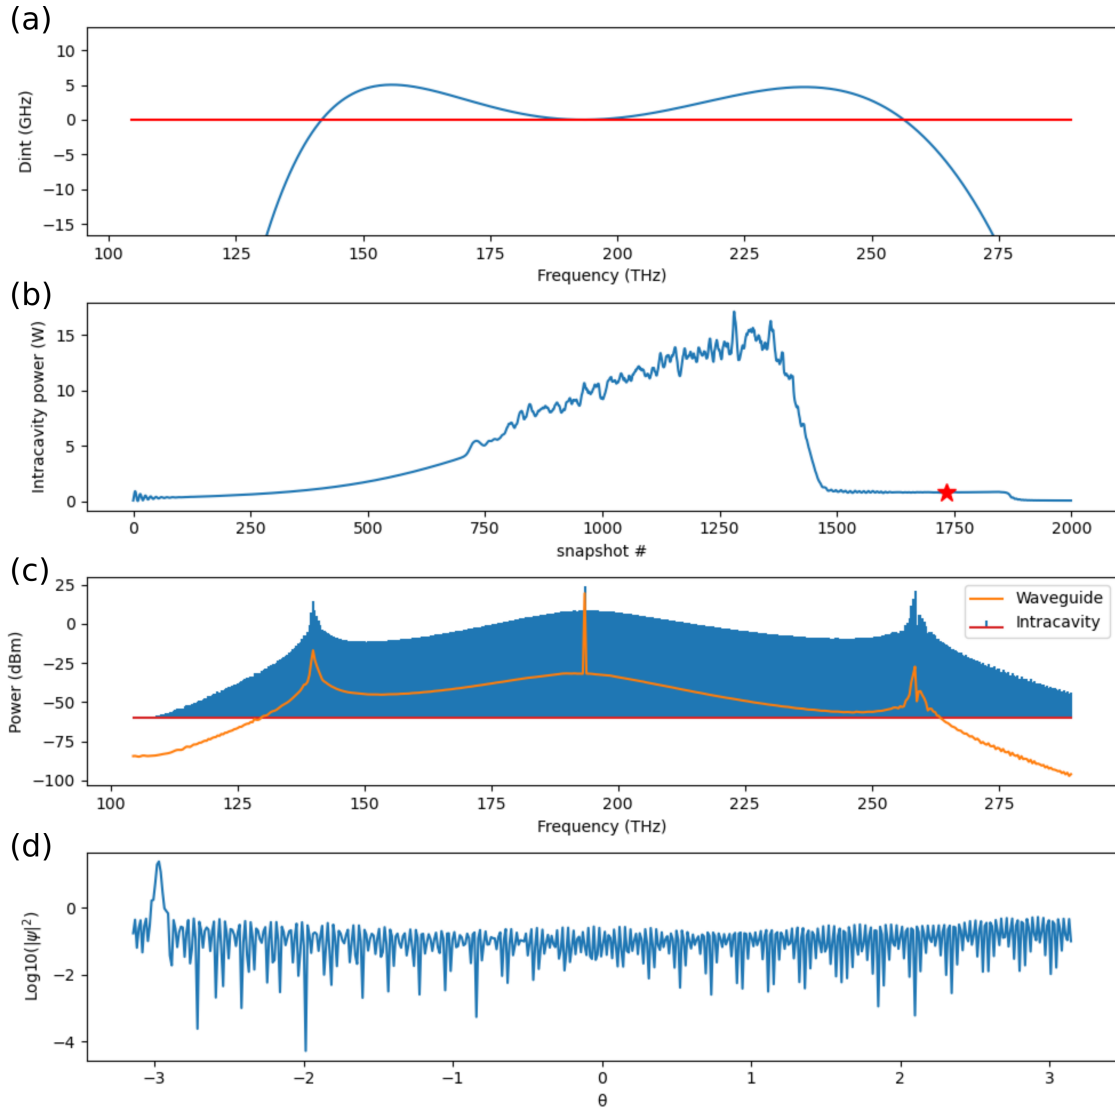 (a)
10
5
0
−5
−10
−15
Dint (GHz)
100 125 150 175 200 225 250 275
Frequency (THz)
(b)
15
10
5
0
Intracavity power (W)
0 250 500 750 1000 1250 1500 1750 2000
snapshot #
(c)
25
0
−25
−50
−75
−100
Power (dBm)
Waveguide
Intracavity
100 125 150 175 200 225 250 275
Frequency (THz)
(d)
0
−2
−4
Log10(|ψ|²)
−3 −2 −1 0 1 2 3
θ